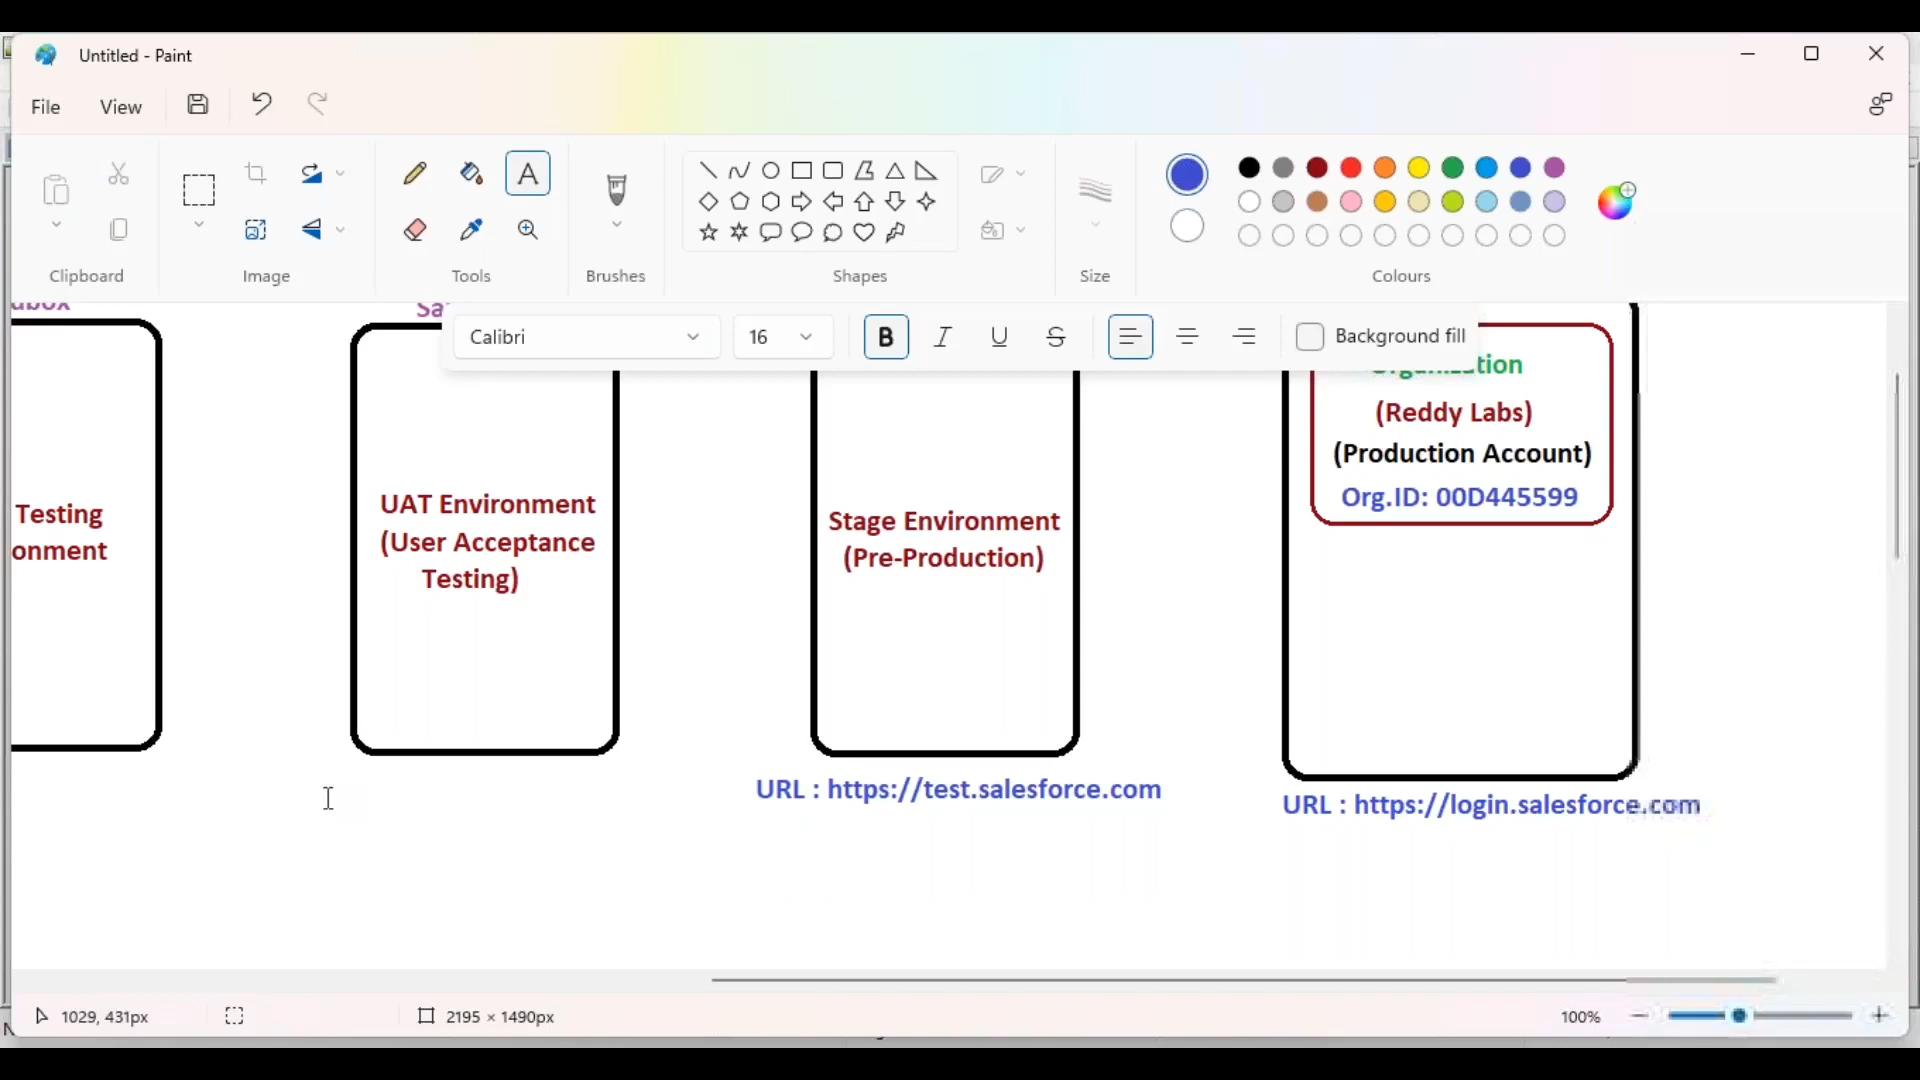 Untitled - Paint
File
View
Clipboard
Image
Tools
Brushes
Shapes
Size
Colours
Calibri
16
B
Background fill
Testing
UAT Environment
(User Acceptance
Testing)
Stage Environment
(Pre-Production)
(Reddy Labs)
(Production Account)
Org.ID: 00D445599
URL : https://test.salesforce.com
URL : https://login.salesforce.com
1029, 431px
2195 × 1490px
100%